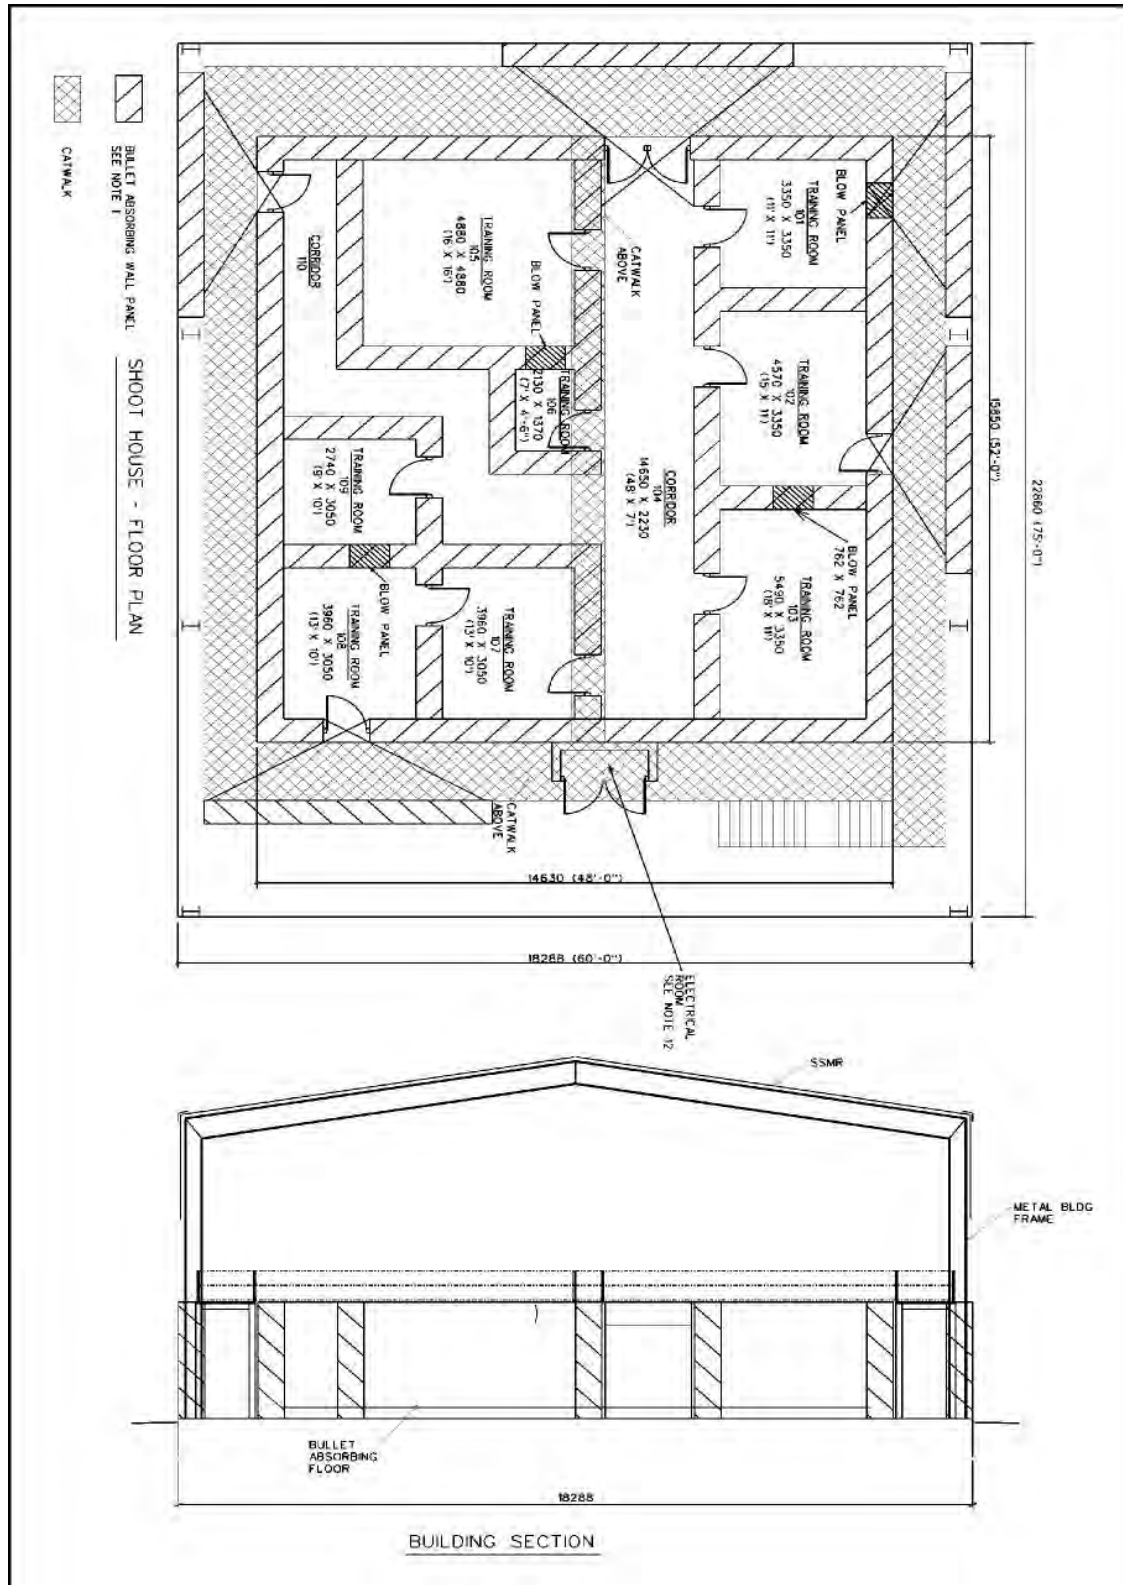 BULLET ABSORBING WALL PANEL
SEE NOTE 1
CATWALK
SHOOT HOUSE - FLOOR PLAN
CORRIDOR
110
TRAINING ROOM
105
4880 X 4880
(16' X 16')
BLOW PANEL
CATWALK
ABOVE
TRAINING ROOM
101
3350 X 3350
(11' X 11')
BLOW PANEL
TRAINING ROOM
106
2130 X 1370
(7' X 4'-6")
TRAINING ROOM
102
4570 X 3350
(15' X 11')
TRAINING ROOM
109
2740 X 3050
(9' X 10')
CORRIDOR
104
14650 X 2230
(48' X 7')
BLOW PANEL
762 X 762
BLOW PANEL
TRAINING ROOM
108
3960 X 3050
(13' X 10')
TRAINING ROOM
107
3960 X 3050
(13' X 10')
TRAINING ROOM
103
5490 X 3350
(18' X 11')
15850 (52'-0")
22860 (75'-0")
CATWALK
ABOVE
14630 (48'-0")
18288 (60'-0")
ELECTRICAL
ROOM
SEE NOTE 12
SSMR
METAL BLDG
FRAME
BULLET
ABSORBING
FLOOR
18288
BUILDING SECTION